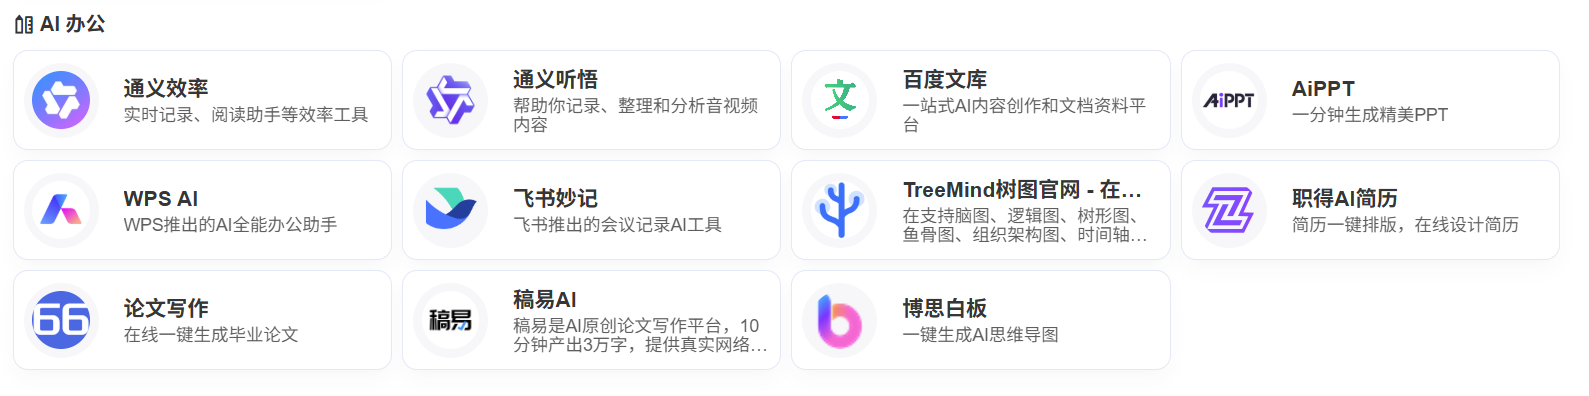 AI 办公
通义效率
实时记录、阅读助手等效率工具
通义听悟
帮助你记录、整理和分析音视频
内容
文
百度文库
一站式AI内容创作和文档资料平
台
AiPPT
AiPPT
一分钟生成精美PPT
WPS AI
WPS推出的AI全能办公助手
飞书妙记
飞书推出的会议记录AI工具
TreeMind树图官网 - 在...
在支持脑图、逻辑图、树形图、
鱼骨图、组织架构图、时间轴...
职得AI简历
简历一键排版，在线设计简历
66
论文写作
在线一键生成毕业论文
稿易
稿易AI
稿易是AI原创论文写作平台，10
分钟产出3万字，提供真实网络...
b
博思白板
一键生成AI思维导图